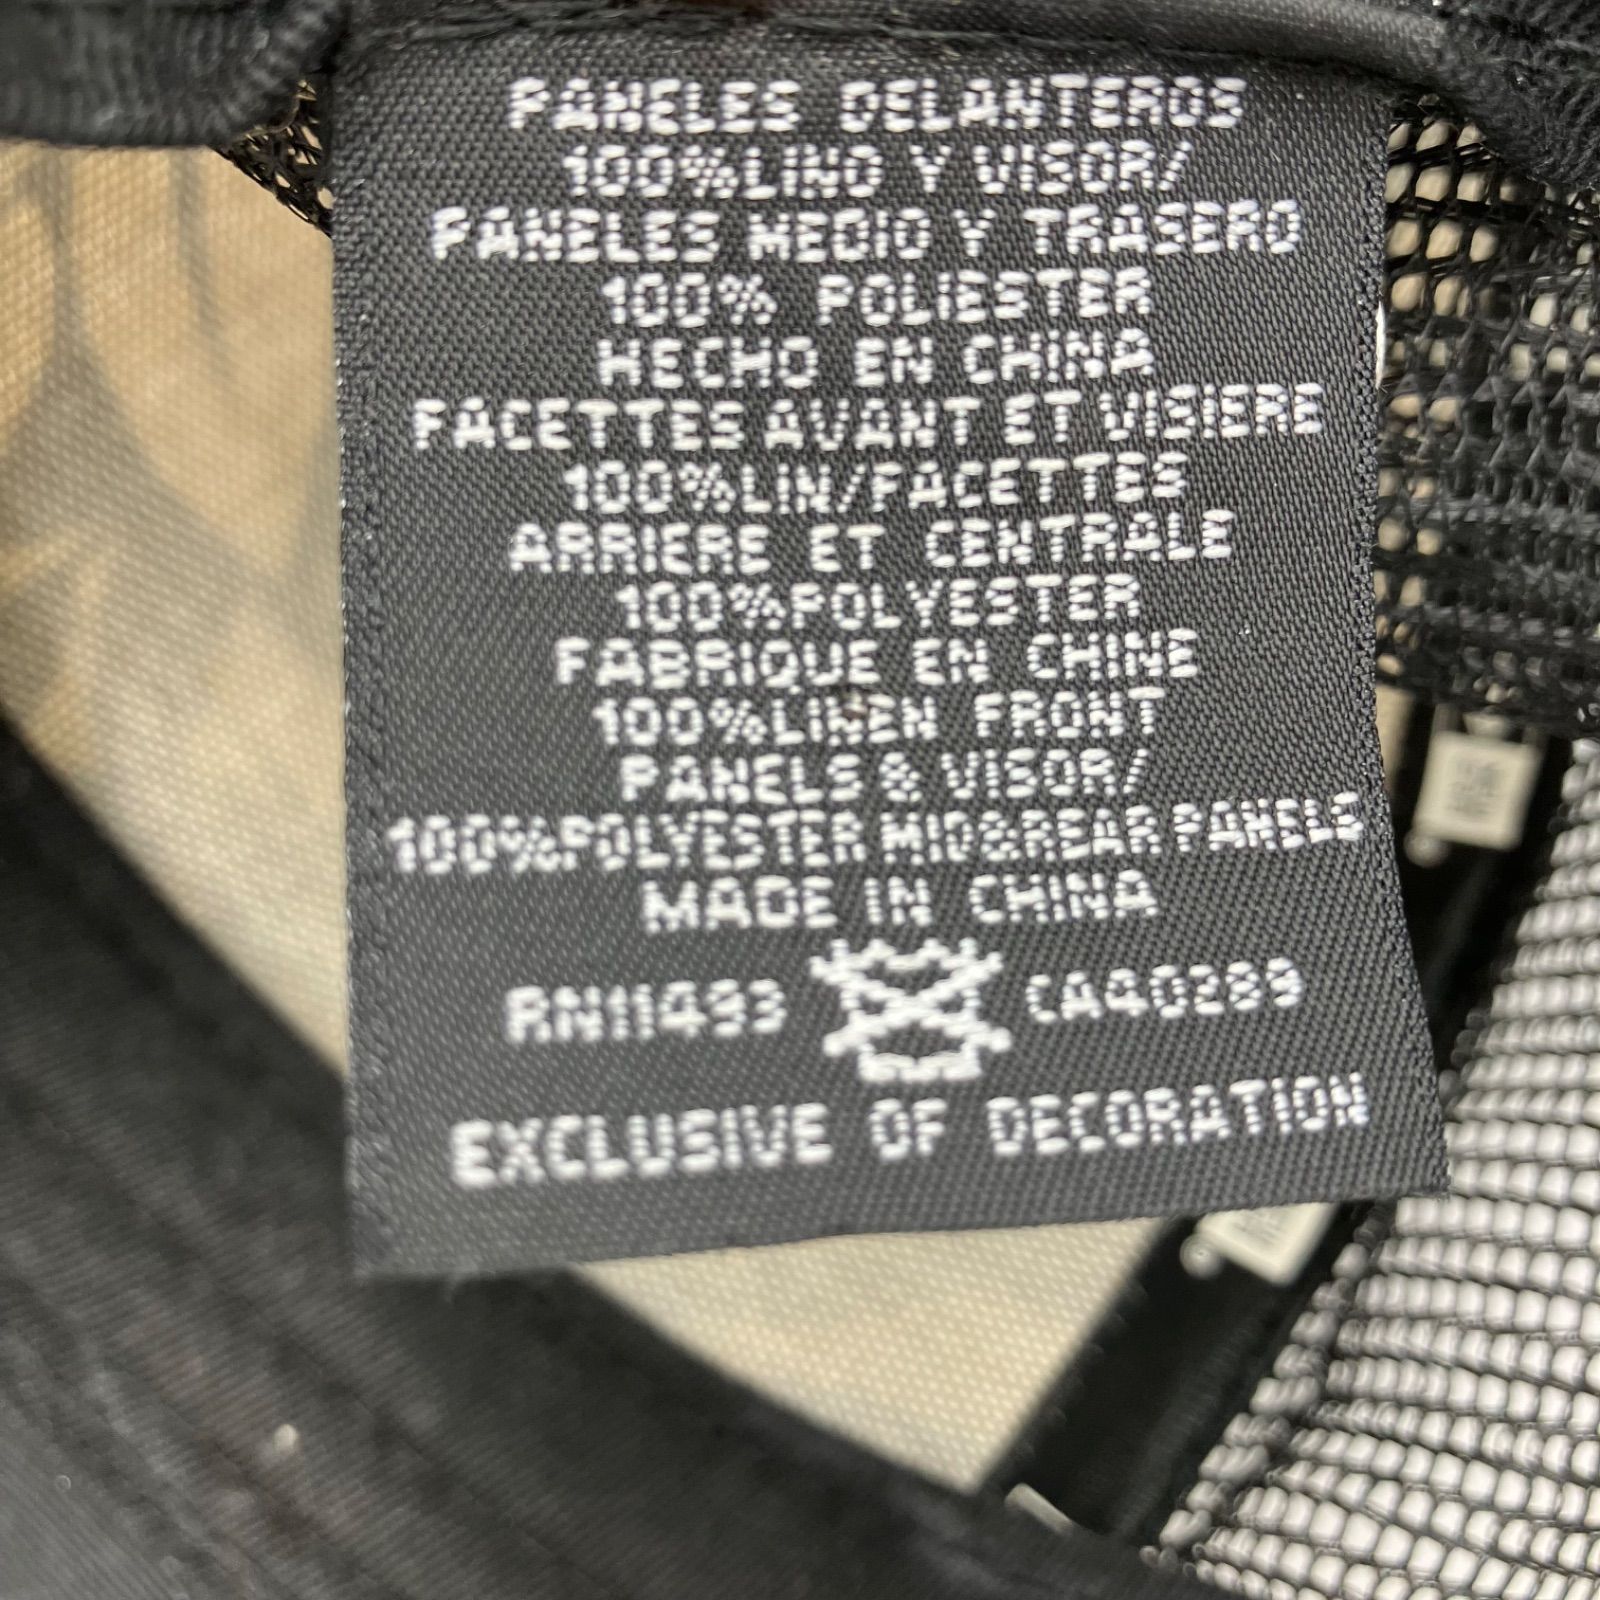 PANELES DELANTEROS
100%LINO Y VISOR/
PANELES MEDIO Y TRASERO
100% POLIESTER
HECHO EN CHINA
FACETTES AVANT ET VISIERE
100%LIN/FACETTES
ARRIERE ET CENTRALE
100%POLYESTER
FABRIQUE EN CHINE
100%LINEN FRONT
PANELS & VISOR/
100%POLYESTER MID&REAR PANELS
MADE IN CHINA
RN11493 CA40289
EXCLUSIVE OF DECORATION